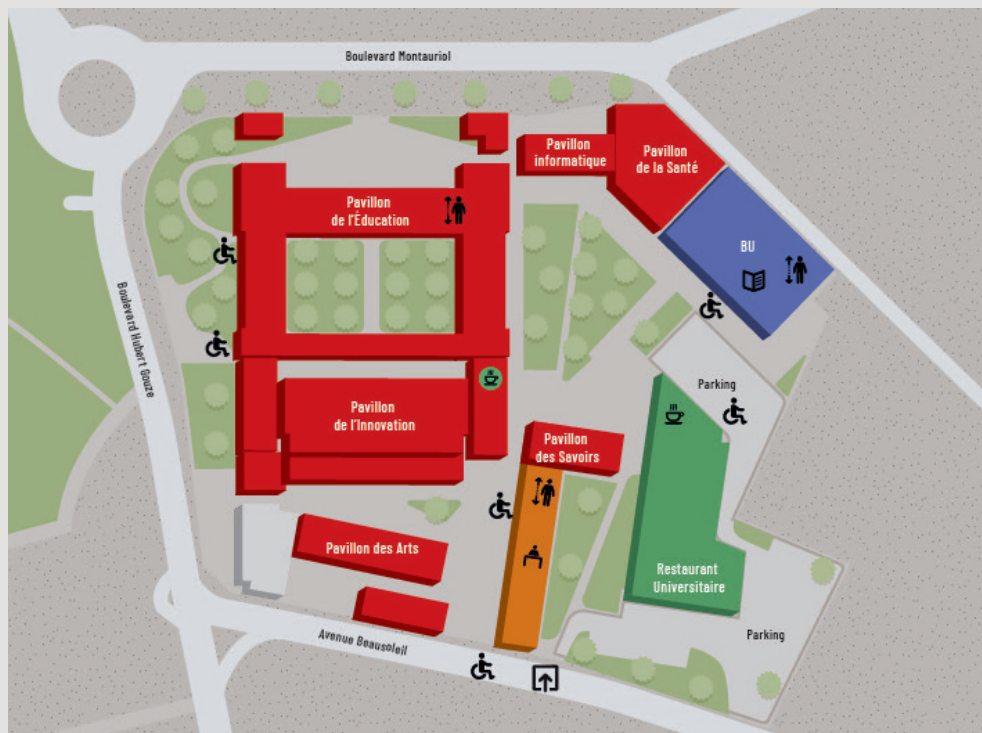 Boulevard Montauriol
Pavillon
informatique
Pavillon
de la Santé
Pavillon
de l'Éducation
BU
Boulevard Hubert Gouze
Parking
Pavillon
de l'Innovation
Pavillon
des Savoirs
Pavillon des Arts
Restaurant
Universitaire
Avenue Beausoleil
Parking